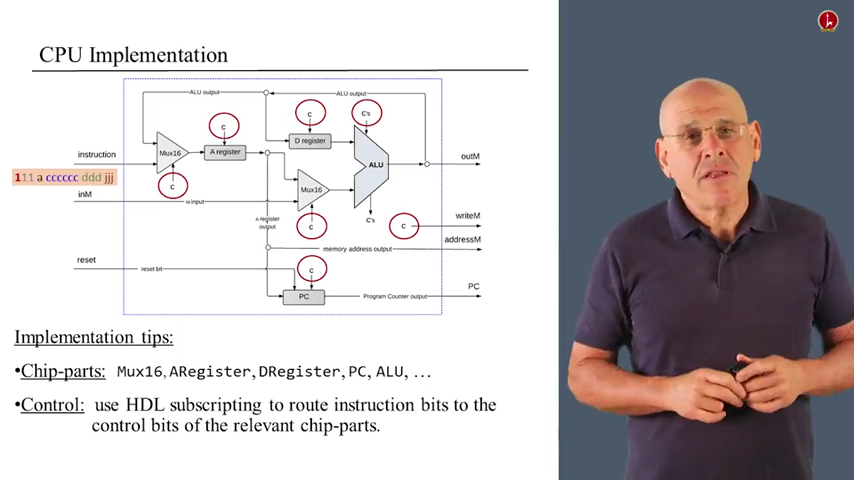 CPU Implementation
ALU output
ALU output
C
C
C's
D register
instruction
Mux16
A register
ALU
outM
111 a cccccc ddd jjj
C
Mux16
inM
M input
C's
A register
output
C
C
writeM
addressM
memory address output
reset
reset bit
C
PC
PC
Program Counter output
Implementation tips:
•Chip-parts: Mux16, ARegister, DRegister, PC, ALU, ...
•Control: use HDL subscripting to route instruction bits to the
control bits of the relevant chip-parts.